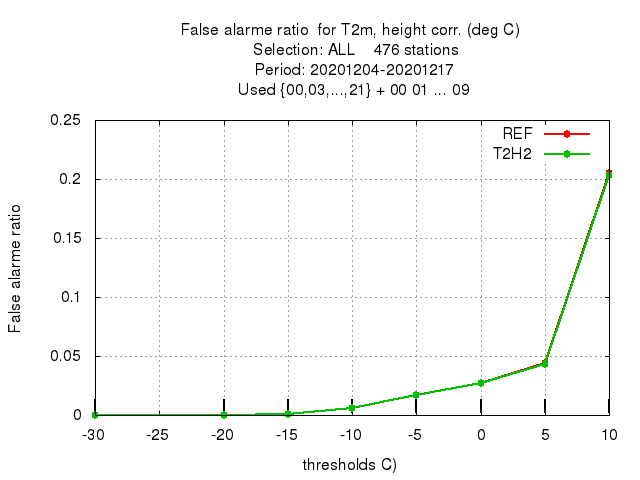 False alarme ratio  for T2m, height corr. (deg C)
Selection: ALL    476 stations
Period: 20201204-20201217
Used {00,03,...,21} + 00 01 ... 09
0.25
REF
T2H2
0.2
0.15
0.1
0.05
0
False alarme ratio
-30 -25 -20 -15 -10 -5 0 5 10
thresholds C)